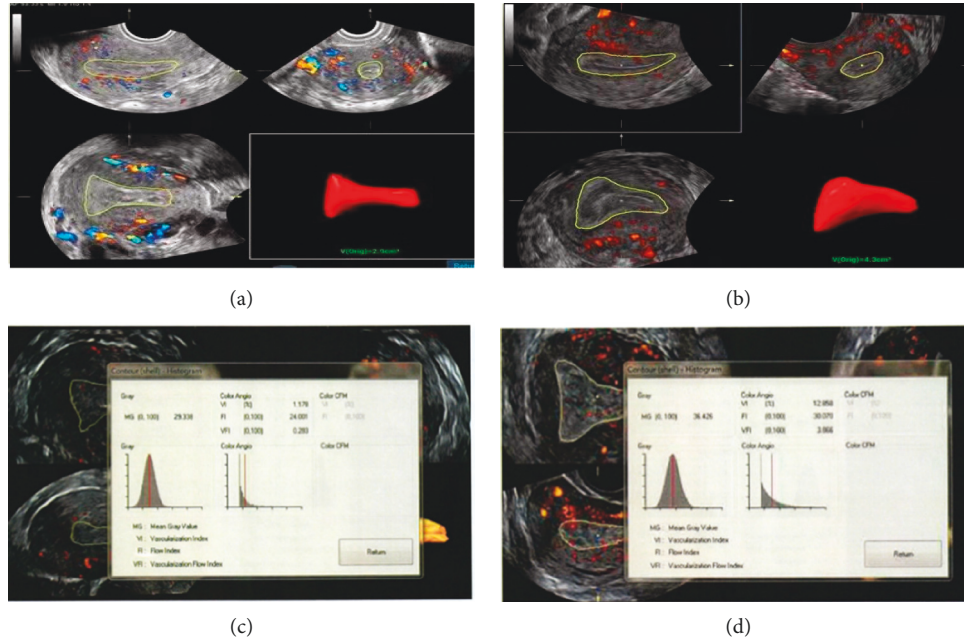 V(Orig)=2.9cm³
Retu
V(Orig)=4.3cm³
(a)
(b)
Contour (shell) : Histogram
Gray
Color Angio
Color CFM
VI (%) 1.178
MG (0, 100) 29.338
FI (0,100) 24.001
VFI (0,100) 0.283
Gray
Color Angio
Color CFM
MG : Mean Gray Value
VI : Vascularization Index
FI : Flow Index
VFI : Vascularization Flow Index
Return
Contour (shell) : Histogram
Gray
Color Angio
Color CFM
VI (%) 12.858
MG (0, 100) 36.426
FI (0,100) 30.070
VFI (0,100) 3.866
Gray
Color Angio
Color CFM
MG : Mean Gray Value
VI : Vascularization Index
FI : Flow Index
VFI : Vascularization Flow Index
Return
(c)
(d)